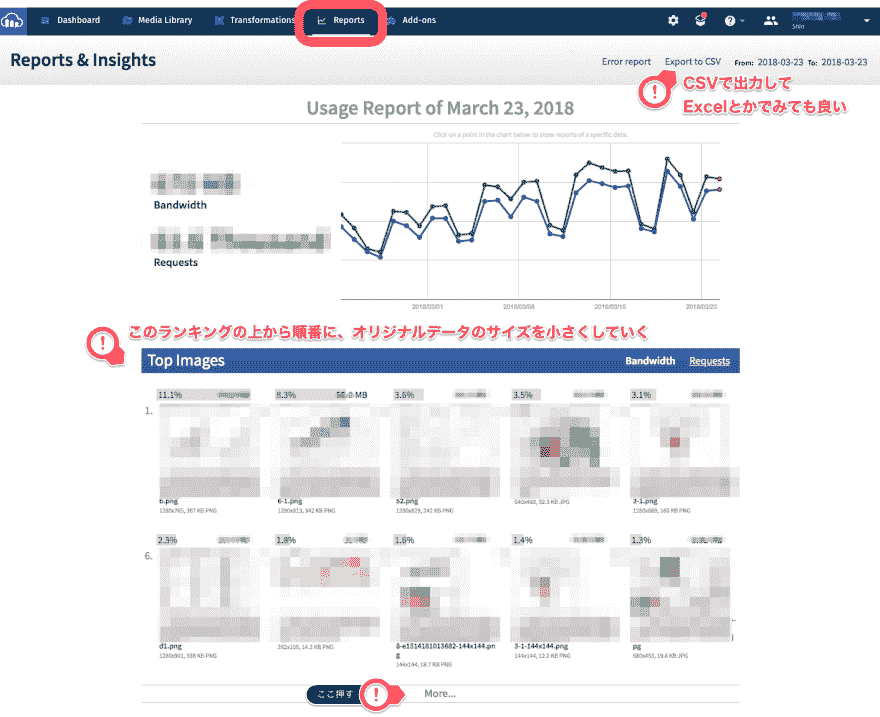 Dashboard Media Library Transformations Reports Add-ons
Reports & Insights
Error report Export to CSV From: 2018-03-23 To: 2018-03-23
CSVで出力して
Excelとかでみても良い
Usage Report of March 23, 2018
Click on a point in the chart below to show reports of a specific date.
Bandwidth
Requests
2018/03/01 2018/03/08 2018/03/15 2018/03/22
このランキングの上から順番に、オリジナルデータのサイズを小さくしていく
Top Images Bandwidth Requests
11.1% 8.3% MB 3.6% 3.5% 3.1%
1.
b.png 6-1.png 52.png 3-1.png
1280x765, 367 KB PNG 1280x813, 342 KB PNG 1280x823, 242 KB PNG 640x480, 32.3 KB JPG 1280x889, 160 KB PNG
2.3% 1.9% 1.6% 1.4% 1.3%
6.
d1.png 8-e1514181013682-144x144.pn 3-1-144x144.png pg
g
1280x901, 338 KB PNG 292x105, 14.2 KB PNG 144x144, 18.7 KB PNG 144x144, 12.2 KB PNG 680x453, 19.6 KB JPG
ここ押す More...